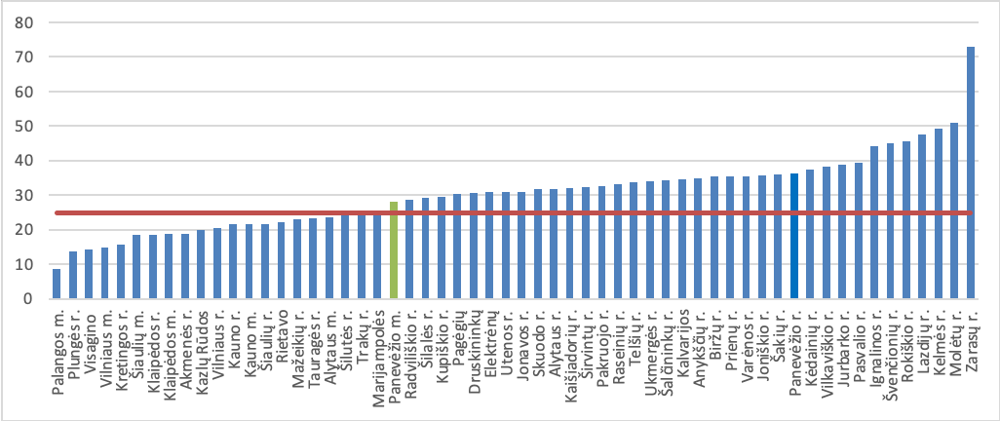 80
70
60
50
40
30
20
10
0
Palangos m.
Plungės r.
Visagino
Vilniaus m.
Kretingos r.
Šiaulių m.
Klaipėdos r.
Klaipėdos m.
Akmenės r.
Kazlų Rūdos
Vilniaus r.
Kauno r.
Kauno m.
Šiaulių r.
Rietavo
Mažeikių r.
Tauragės r.
Alytaus m.
Šilutės r.
Trakų r.
Marijampolės
Panevėžio m.
Radviliškio r.
Šilalės r.
Kupiškio r.
Pagėgių
Druskininkų
Elektrėnų
Utenos r.
Jonavos r.
Skuodo r.
Alytaus r.
Kaišiadorių r.
Širvintų r.
Pakruojo r.
Raseinių r.
Telšių r.
Ukmergės r.
Šalčininkų r.
Kalvarijos
Anykščių r.
Biržų r.
Prienų r.
Varėnos r.
Joniškio r.
Šakių r.
Panevėžio r.
Kėdainių r.
Vilkaviškio r.
Jurbarko r.
Pasvalio r.
Ignalinos r.
Švenčionių r.
Rokiškio r.
Lazdijų r.
Kelmės r.
Molėtų r.
Zarasų r.